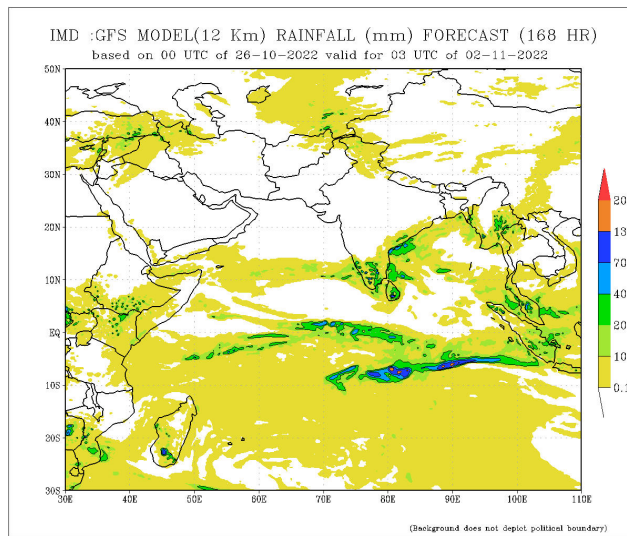 IMD :GFS MODEL(12 Km) RAINFALL (mm) FORECAST (168 HR)
based on 00 UTC of 26-10-2022 valid for 03 UTC of 02-11-2022
50N
40N
30N
20N
10N
EQ
10S
20S
30S
30E 40E 50E 60E 70E 80E 90E 100E 110E
20
13
70
40
20
10
0.1
(Background does not depict political boundary)